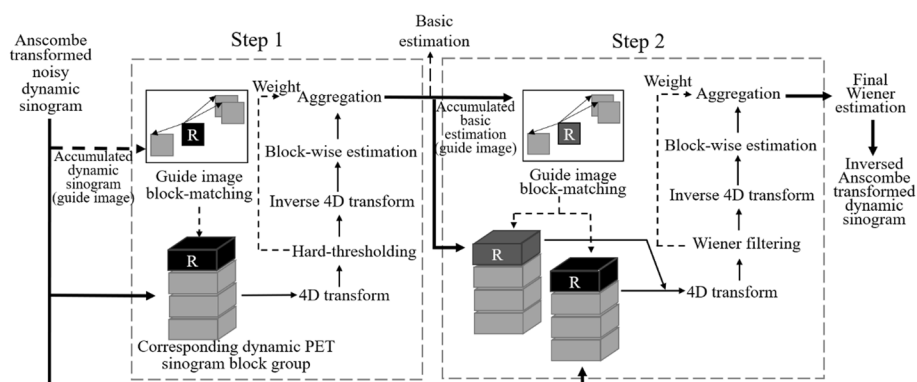 Anscombe
transformed
noisy
dynamic
sinogram
Accumulated
dynamic
sinogram
(guide image)
Step 1
R
Guide image
block-matching
R
Corresponding dynamic PET
sinogram block group
4D transform
Hard-thresholding
Inverse 4D transform
Block-wise estimation
Aggregation
Weight
Basic
estimation
Accumulated
basic
estimation
(guide image)
Step 2
R
Guide image
block-matching
R
R
4D transform
Wiener filtering
Inverse 4D transform
Block-wise estimation
Aggregation
Weight
Final
Wiener
estimation
Inversed
Anscombe
transformed
dynamic
sinogram